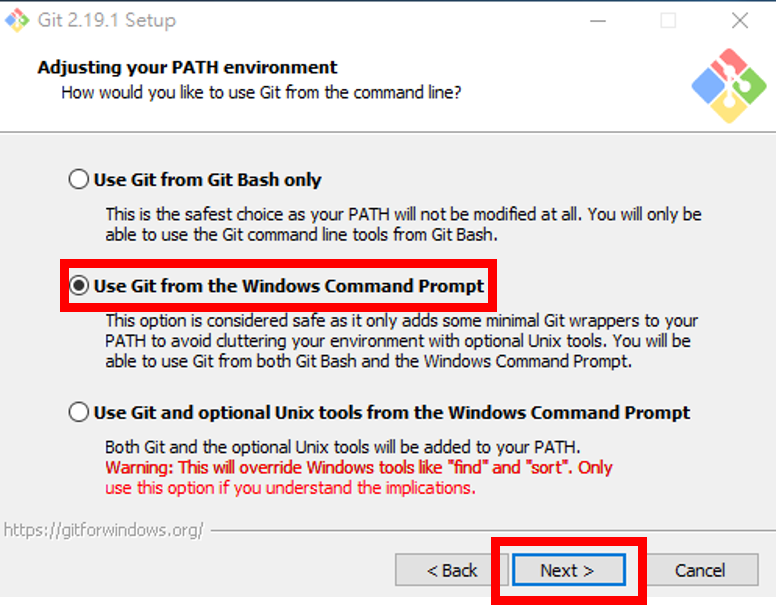 Git 2.19.1 Setup
Adjusting your PATH environment
How would you like to use Git from the command line?
Use Git from Git Bash only
This is the safest choice as your PATH will not be modified at all. You will only be
able to use the Git command line tools from Git Bash.
Use Git from the Windows Command Prompt
This option is considered safe as it only adds some minimal Git wrappers to your
PATH to avoid cluttering your environment with optional Unix tools. You will be
able to use Git from both Git Bash and the Windows Command Prompt.
Use Git and optional Unix tools from the Windows Command Prompt
Both Git and the optional Unix tools will be added to your PATH.
Warning: This will override Windows tools like "find" and "sort". Only
use this option if you understand the implications.
https://gitforwindows.org/
< Back Next > Cancel